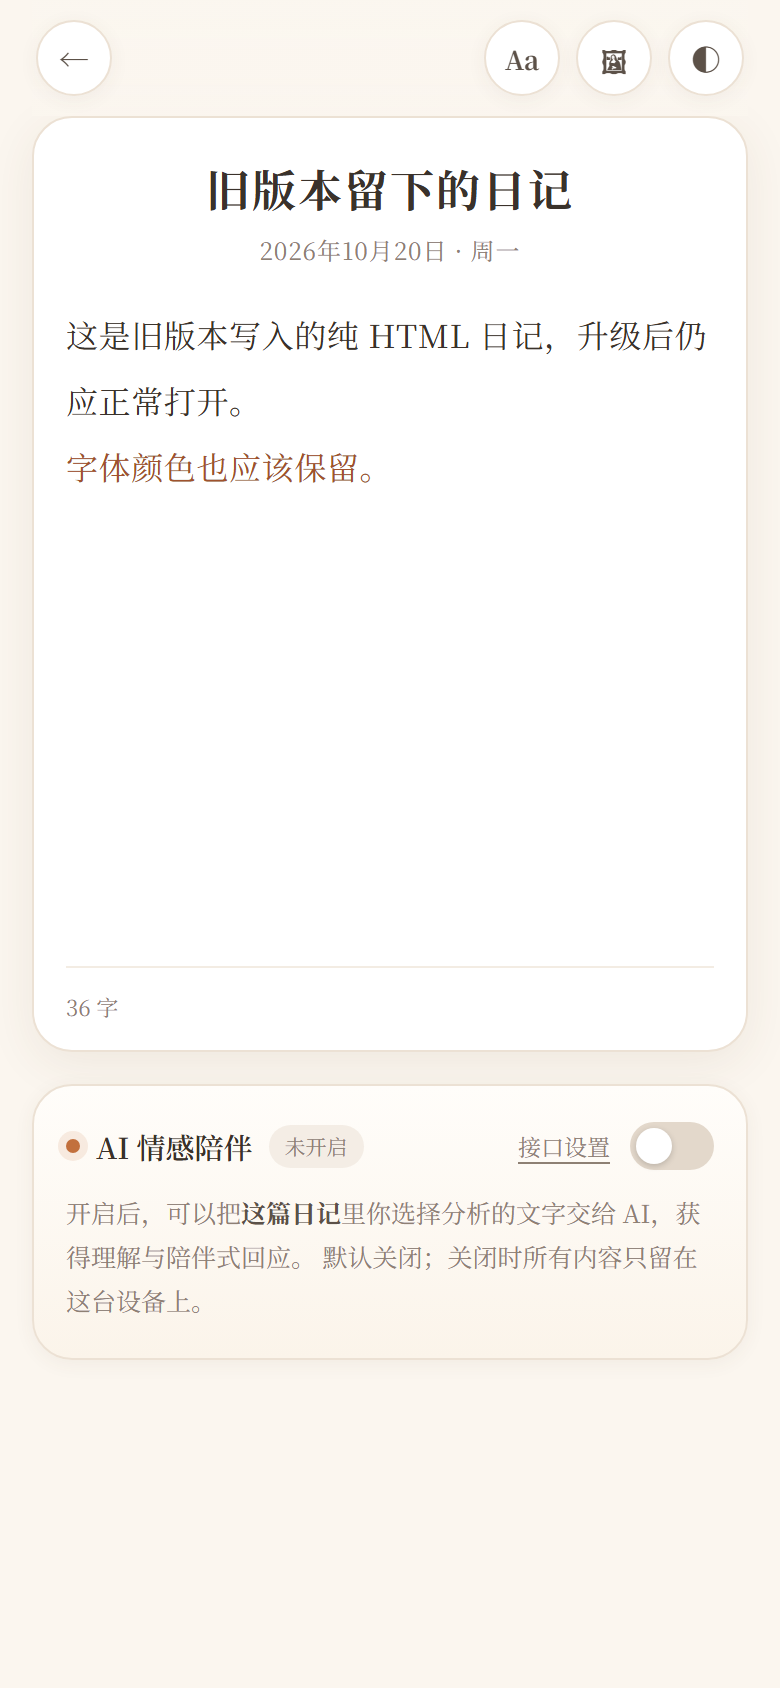 ←
Aa
旧版本留下的日记
2026年10月20日 · 周一
这是旧版本写入的纯 HTML 日记，升级后仍
应正常打开。
字体颜色也应该保留。
36 字
AI 情感陪伴 未开启 接口设置
开启后，可以把这篇日记里你选择分析的文字交给 AI，获
得理解与陪伴式回应。 默认关闭；关闭时所有内容只留在
这台设备上。